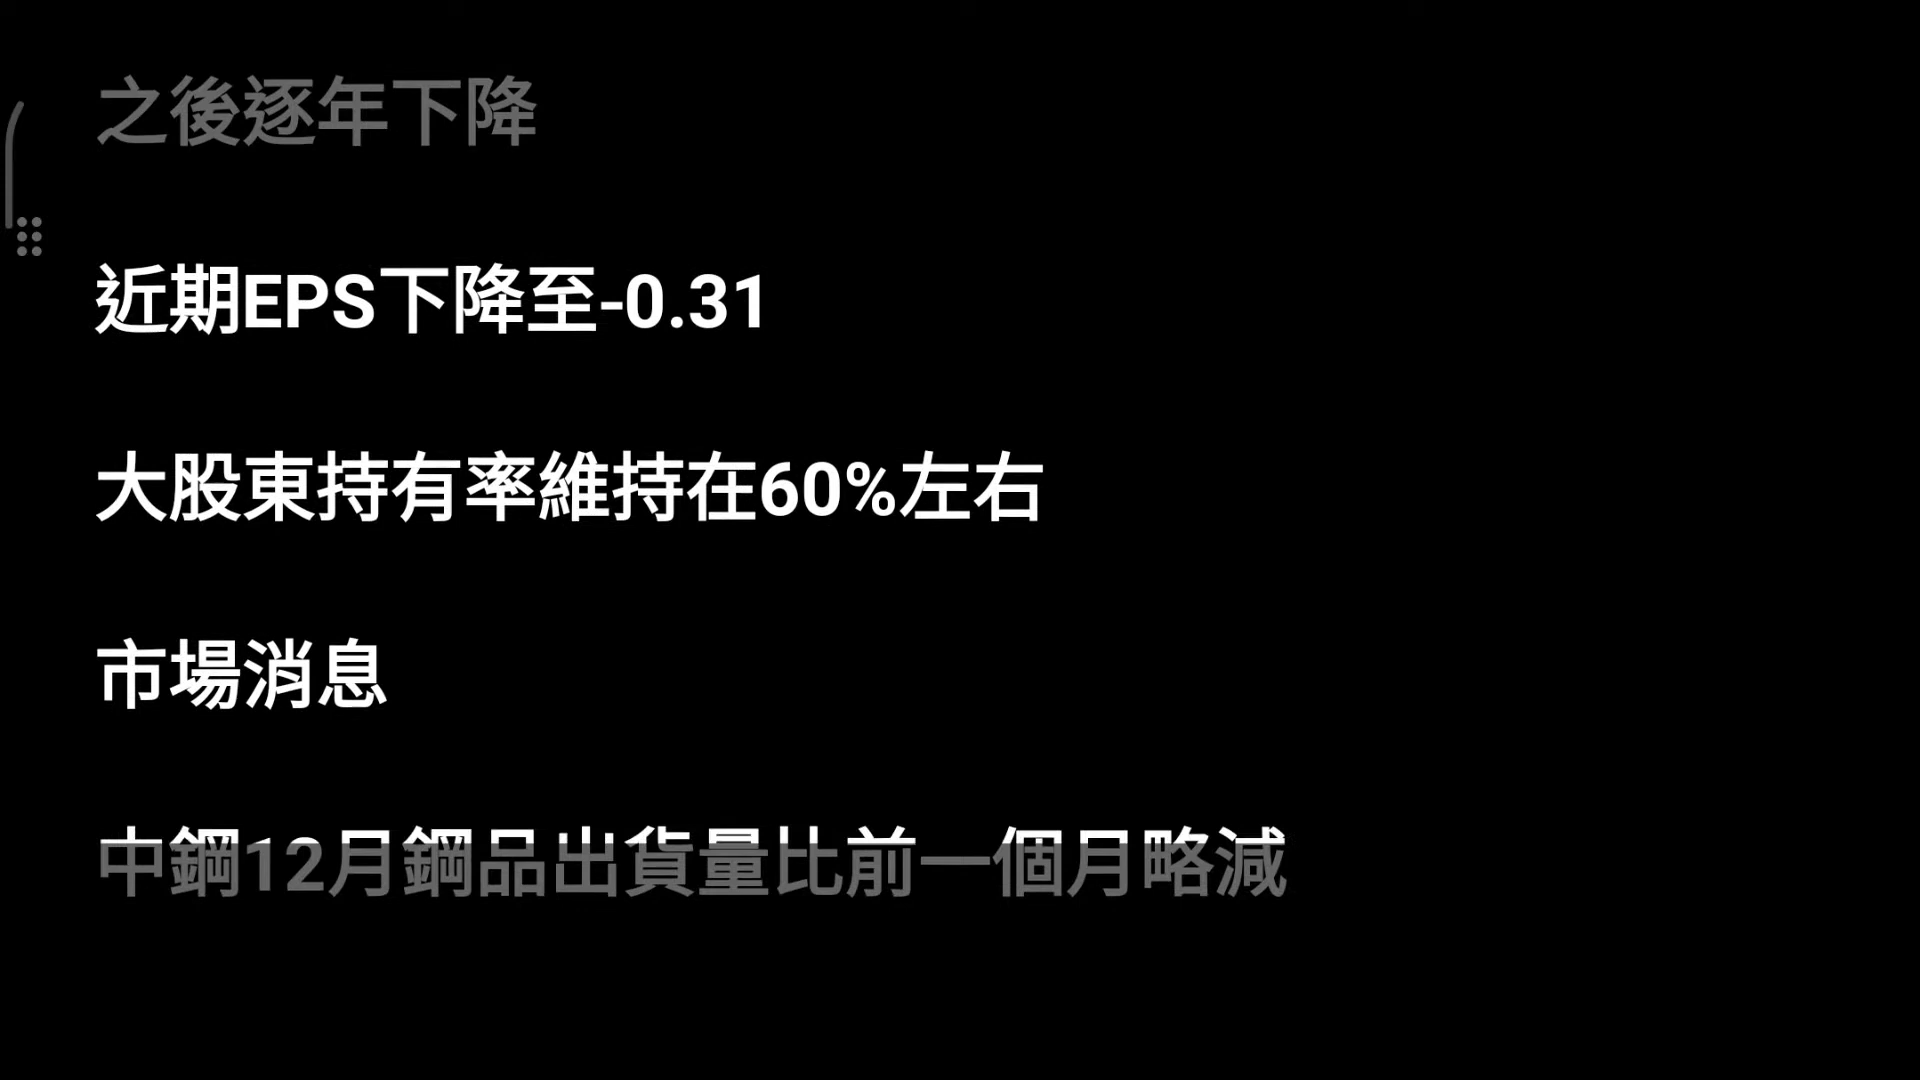 之後逐年下降
近期EPS下降至-0.31
大股東持有率維持在60%左右
市場消息
中鋼12月鋼品出貨量比前一個月略減